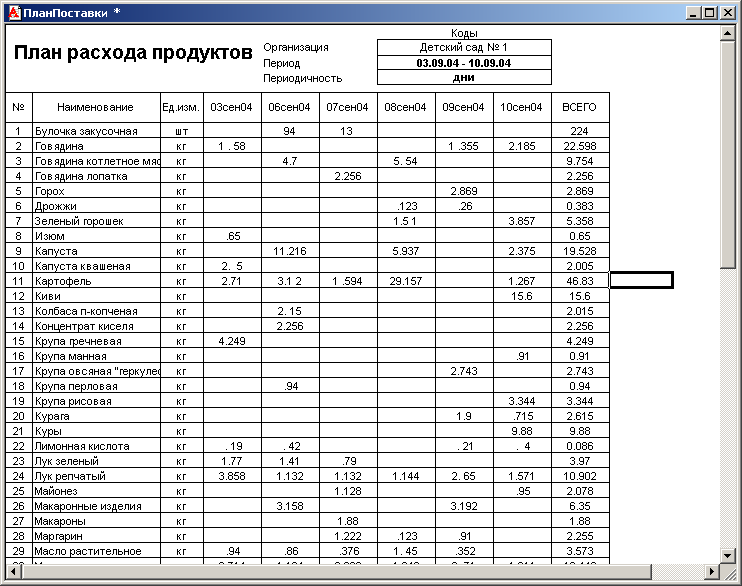 ПланПоставки *
Коды
План расхода продуктов
Организация Детский сад № 1
Период 03.09.04 - 10.09.04
Периодичность дни
№ Наименование Ед.изм. 03сен04 06сен04 07сен04 08сен04 09сен04 10сен04 ВСЕГО
1 Булочка закусочная шт 94 13 224
2 Говядина кг 1 . 58 1 .355 2.185 22.598
3 Говядина котлетное мяс кг 4.7 5. 54 9.754
4 Говядина лопатка кг 2.256 2.256
5 Горох кг 2.869 2.869
6 Дрожжи кг .123 .26 0.383
7 Зеленый горошек кг 1.5 1 3.857 5.358
8 Изюм кг .65 0.65
9 Капуста кг 11.216 5.937 2.375 19.528
10 Капуста квашеная кг 2. 5 2.005
11 Картофель кг 2.71 3.1 2 1 .594 29.157 1.267 46.83
12 Киви кг 15.6 15.6
13 Колбаса п-копченая кг 2. 15 2.015
14 Концентрат киселя кг 2.256 2.256
15 Крупа гречневая кг 4.249 4.249
16 Крупа манная кг .91 0.91
17 Крупа овсяная "геркулес кг 2.743 2.743
18 Крупа перловая кг .94 0.94
19 Крупа рисовая кг 3.344 3.344
20 Курага кг 1.9 .715 2.615
21 Куры кг 9.88 9.88
22 Лимонная кислота кг . 19 . 42 . 21 . 4 0.086
23 Лук зеленый кг 1.77 1.41 .79 3.97
24 Лук репчатый кг 3.858 1.132 1.132 1.144 2. 65 1.571 10.902
25 Майонез кг 1.128 .95 2.078
26 Макаронные изделия кг 3.158 3.192 6.35
27 Макароны кг 1.88 1.88
28 Маргарин кг 1.222 .123 .91 2.255
29 Масло растительное кг .94 .86 .376 1. 45 .352 3.573